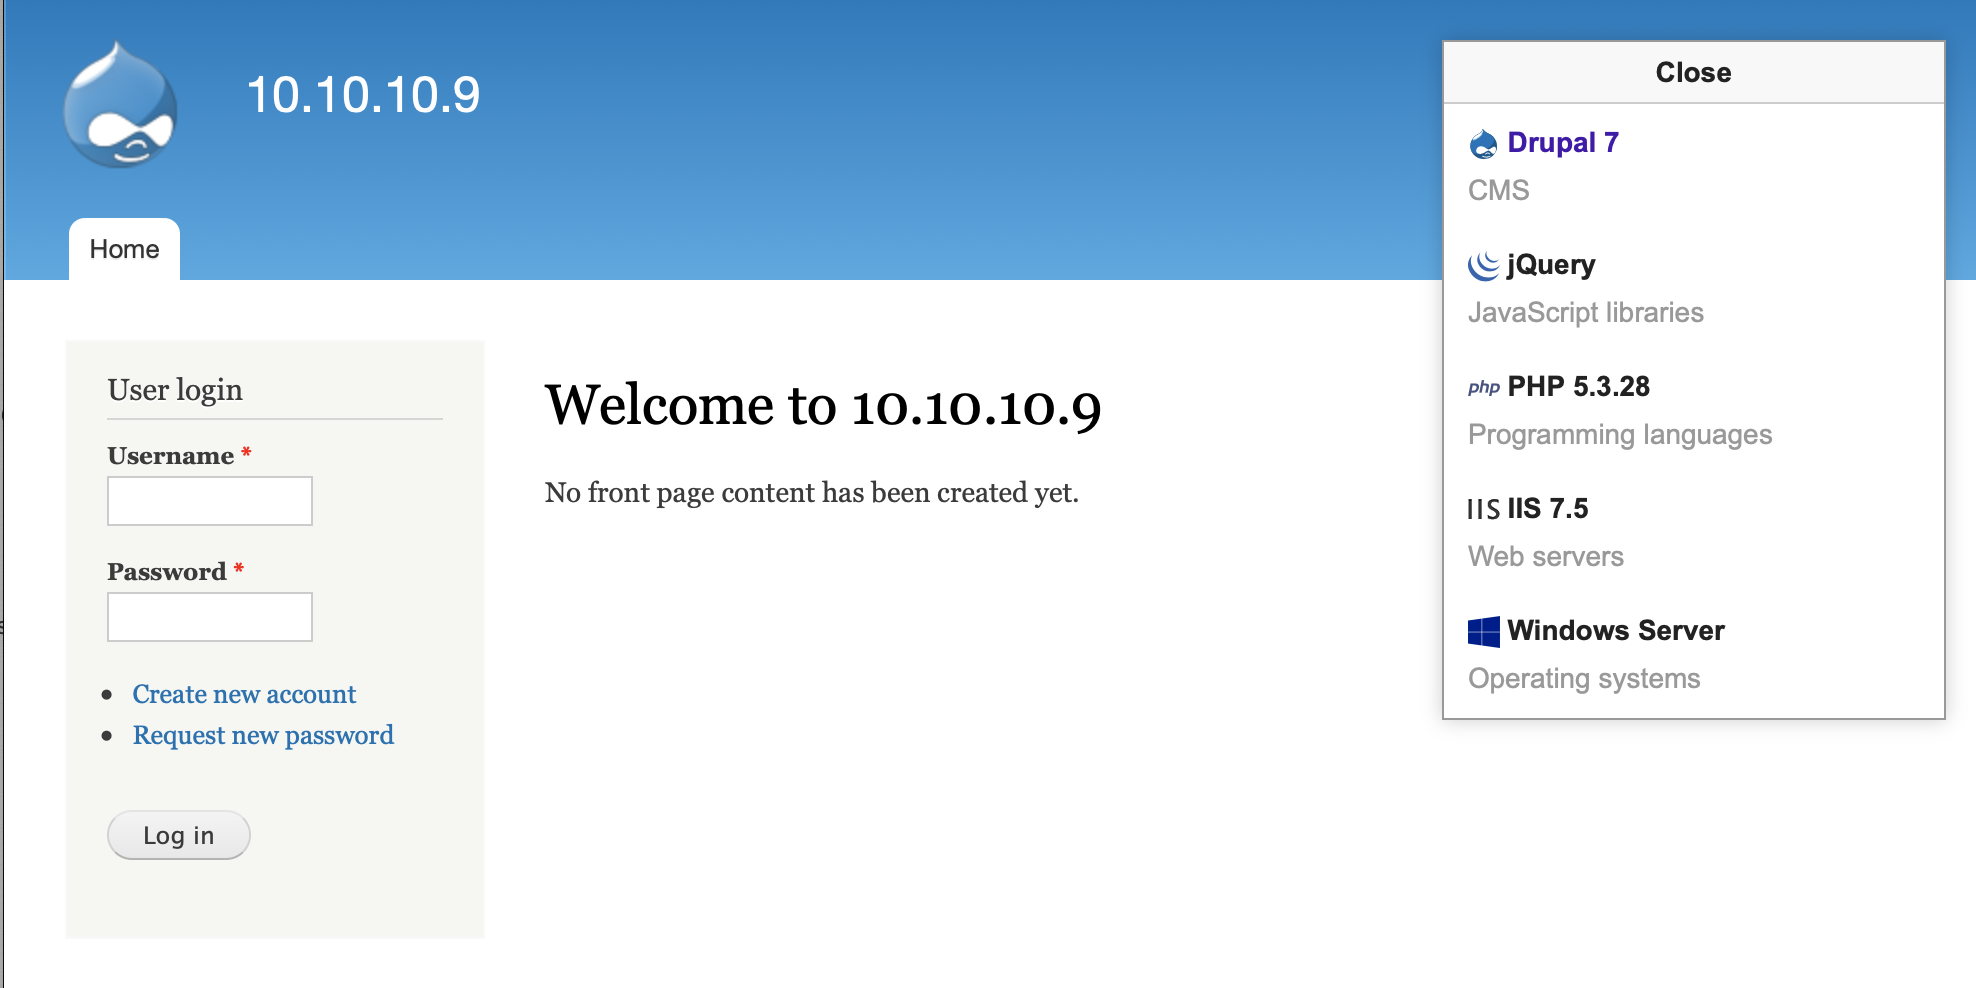 10.10.10.9
Home
User login
Username *
Password *
Create new account
Request new password
Log in
Welcome to 10.10.10.9
No front page content has been created yet.
Close
Drupal 7
CMS
jQuery
JavaScript libraries
php PHP 5.3.28
Programming languages
IIS IIS 7.5
Web servers
Windows Server
Operating systems